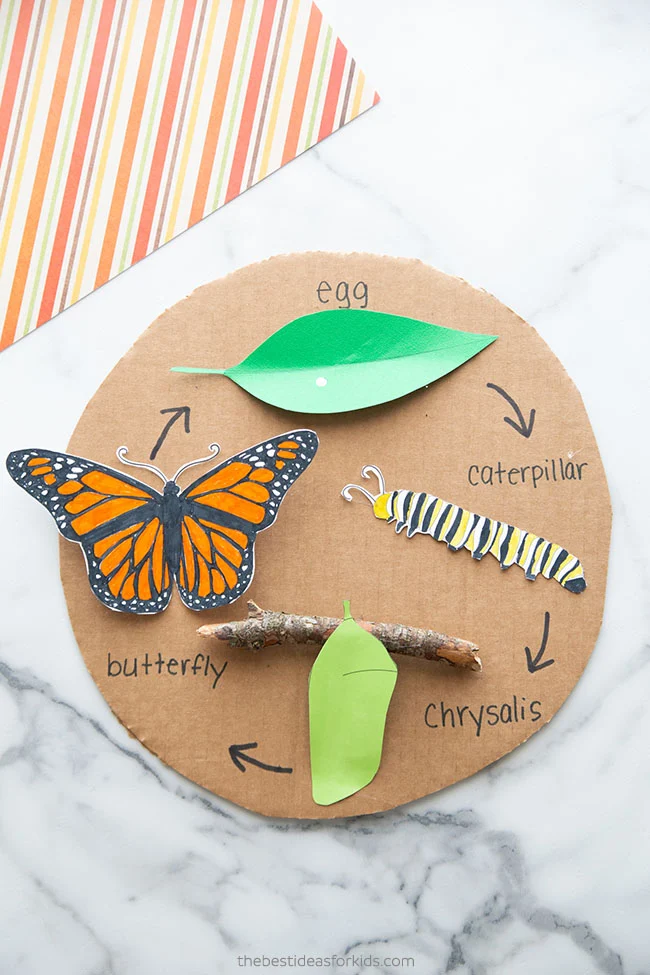 egg
caterpillar
chrysalis
butterfly
thebestideasforkids.com